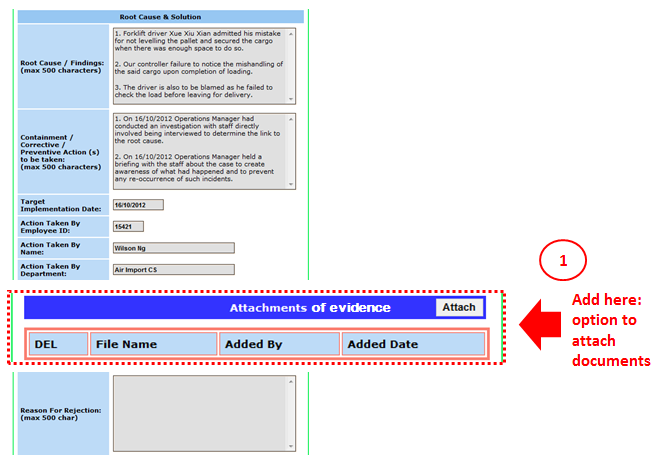 Root Cause & Solution
Root Cause / Findings:
(max 500 characters)
1. Forklift driver Xue Xiu Xian admitted his mistake
for not levelling the pallet and secured the cargo
when there was enough space to do so.
2. Our controller failure to notice the mishandling of
the said cargo upon completion of loading.
3. The driver is also to be blamed as he failed to
check the load before leaving for delivery.
Containment /
Corrective /
Preventive Action (s)
to be taken:
(max 500 characters)
1. On 16/10/2012 Operations Manager had
conducted an investigation with staff directly
involved being interviewed to determine the link to
the root cause.
2. On 16/10/2012 Operations Manager held a
briefing with the staff about the case to create
awareness of what had happened and to prevent
any re-occurrence of such incidents.
Target
Implementation Date:
16/10/2012
Action Taken By
Employee ID:
15421
Action Taken By
Name:
Wilson Ng
Action Taken By
Department:
Air Import CS
Attachments of evidence
Attach
DEL File Name Added By Added Date
1
Add here:
option to
attach
documents
Reason For Rejection:
(max 500 char)